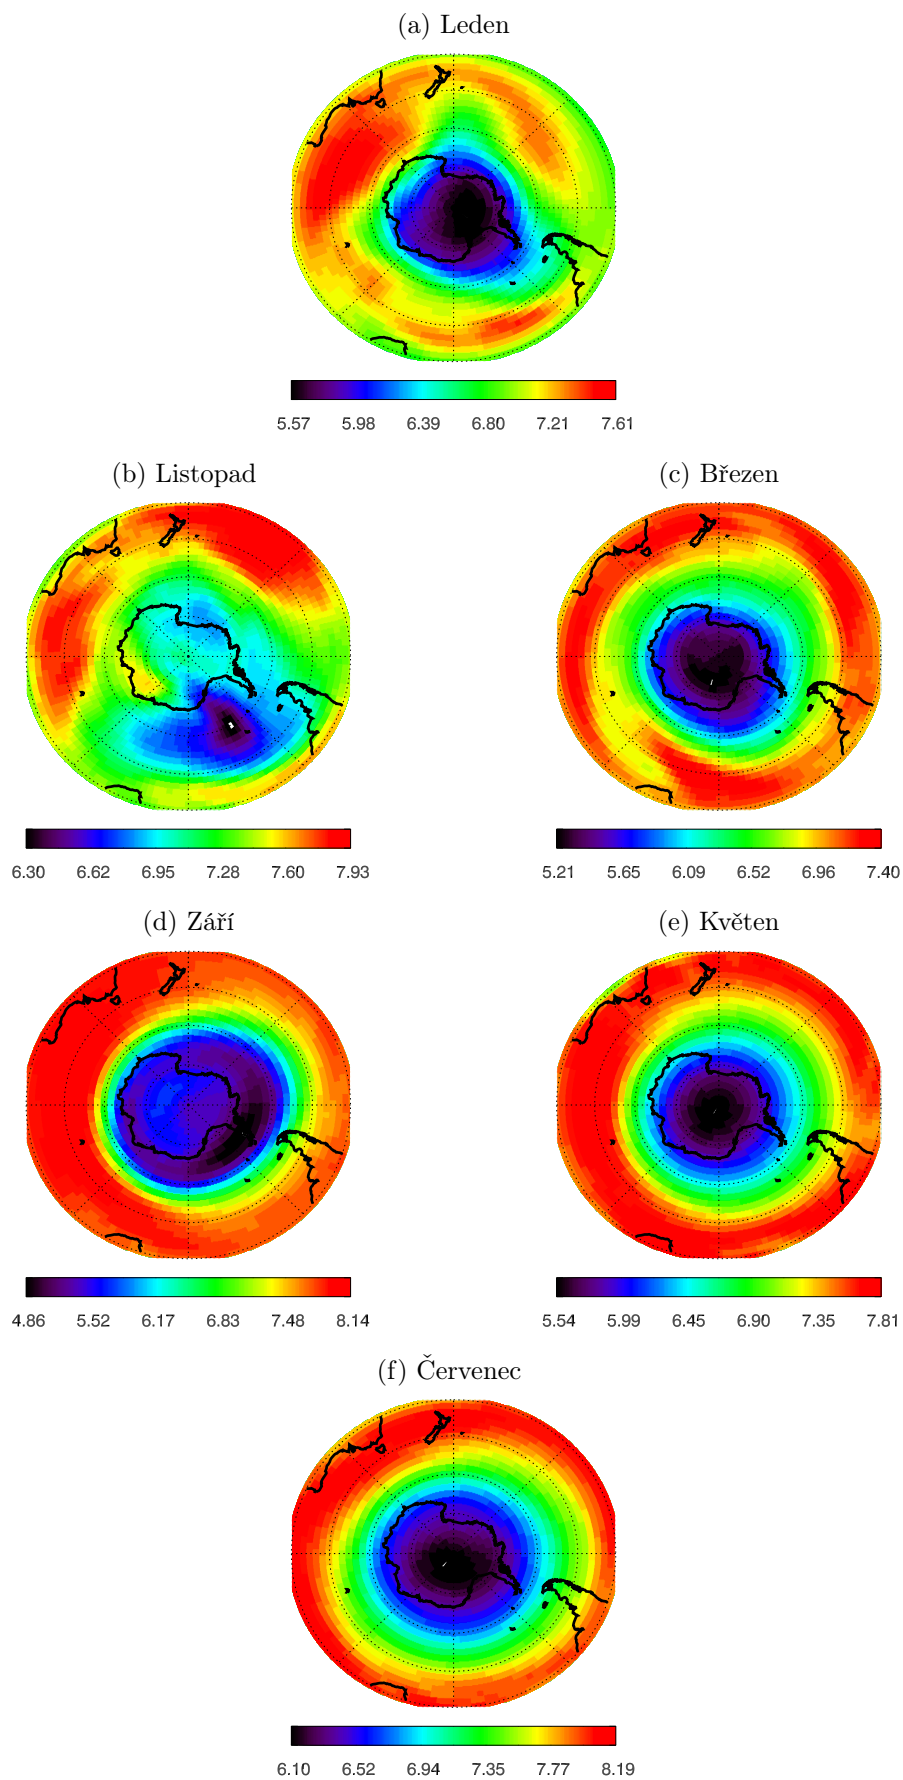 (a) Leden
5.57 5.98 6.39 6.80 7.21 7.61
(b) Listopad
6.30 6.62 6.95 7.28 7.60 7.93
(c) Březen
5.21 5.65 6.09 6.52 6.96 7.40
(d) Září
4.86 5.52 6.17 6.83 7.48 8.14
(e) Květen
5.54 5.99 6.45 6.90 7.35 7.81
(f) Červenec
6.10 6.52 6.94 7.35 7.77 8.19